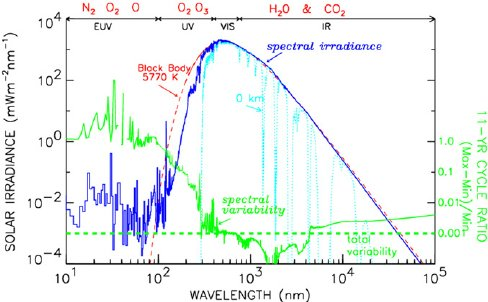 N2 O2 O O2 O3 H2O & CO2
EUV UV VIS IR
10^4
10^2
10^0
10^-2
10^-4
SOLAR IRRADIANCE (mWm-2nm-1)
Block Body
5770 K
spectral irradiance
0 km
spectral
variability
total
variability
1.0
0.1
0.01
0.00
11-YR CYCLE RATIO
(Max-Min)/Min
10^1 10^2 10^3 10^4 10^5
WAVELENGTH (nm)